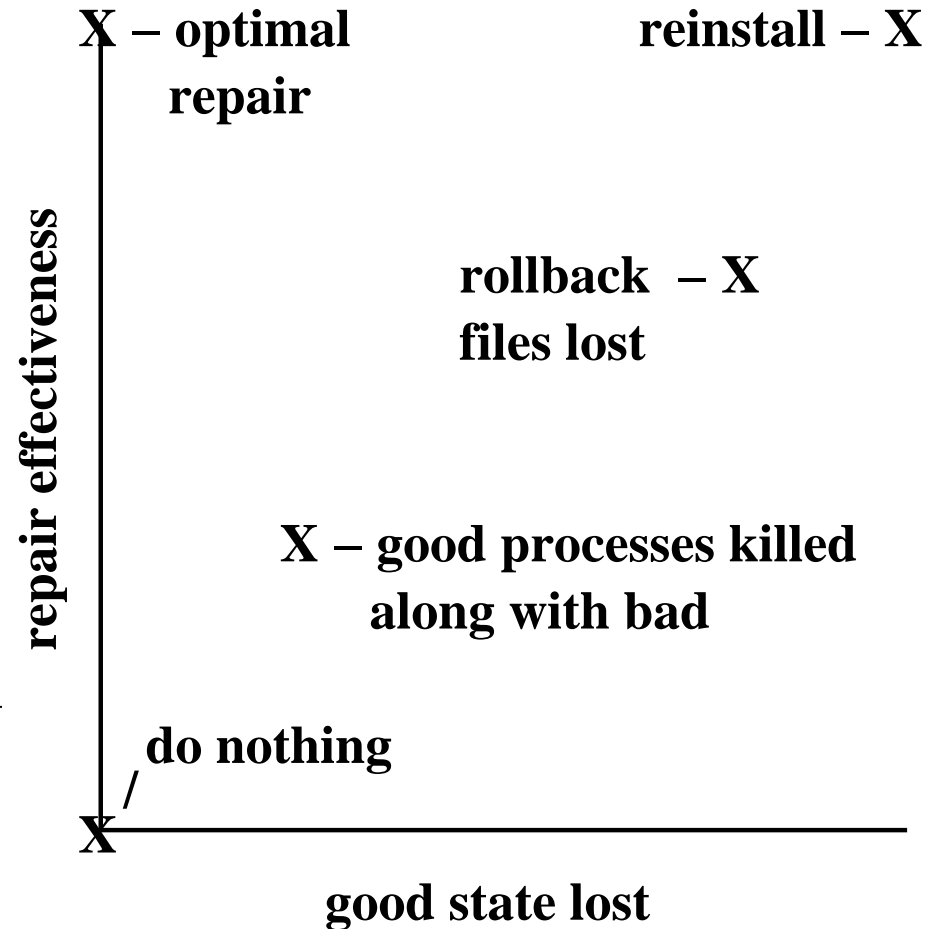 X – optimal
repair
reinstall – X
rollback – X
files lost
repair effectiveness
X – good processes killed
along with bad
do nothing
/
X
good state lost